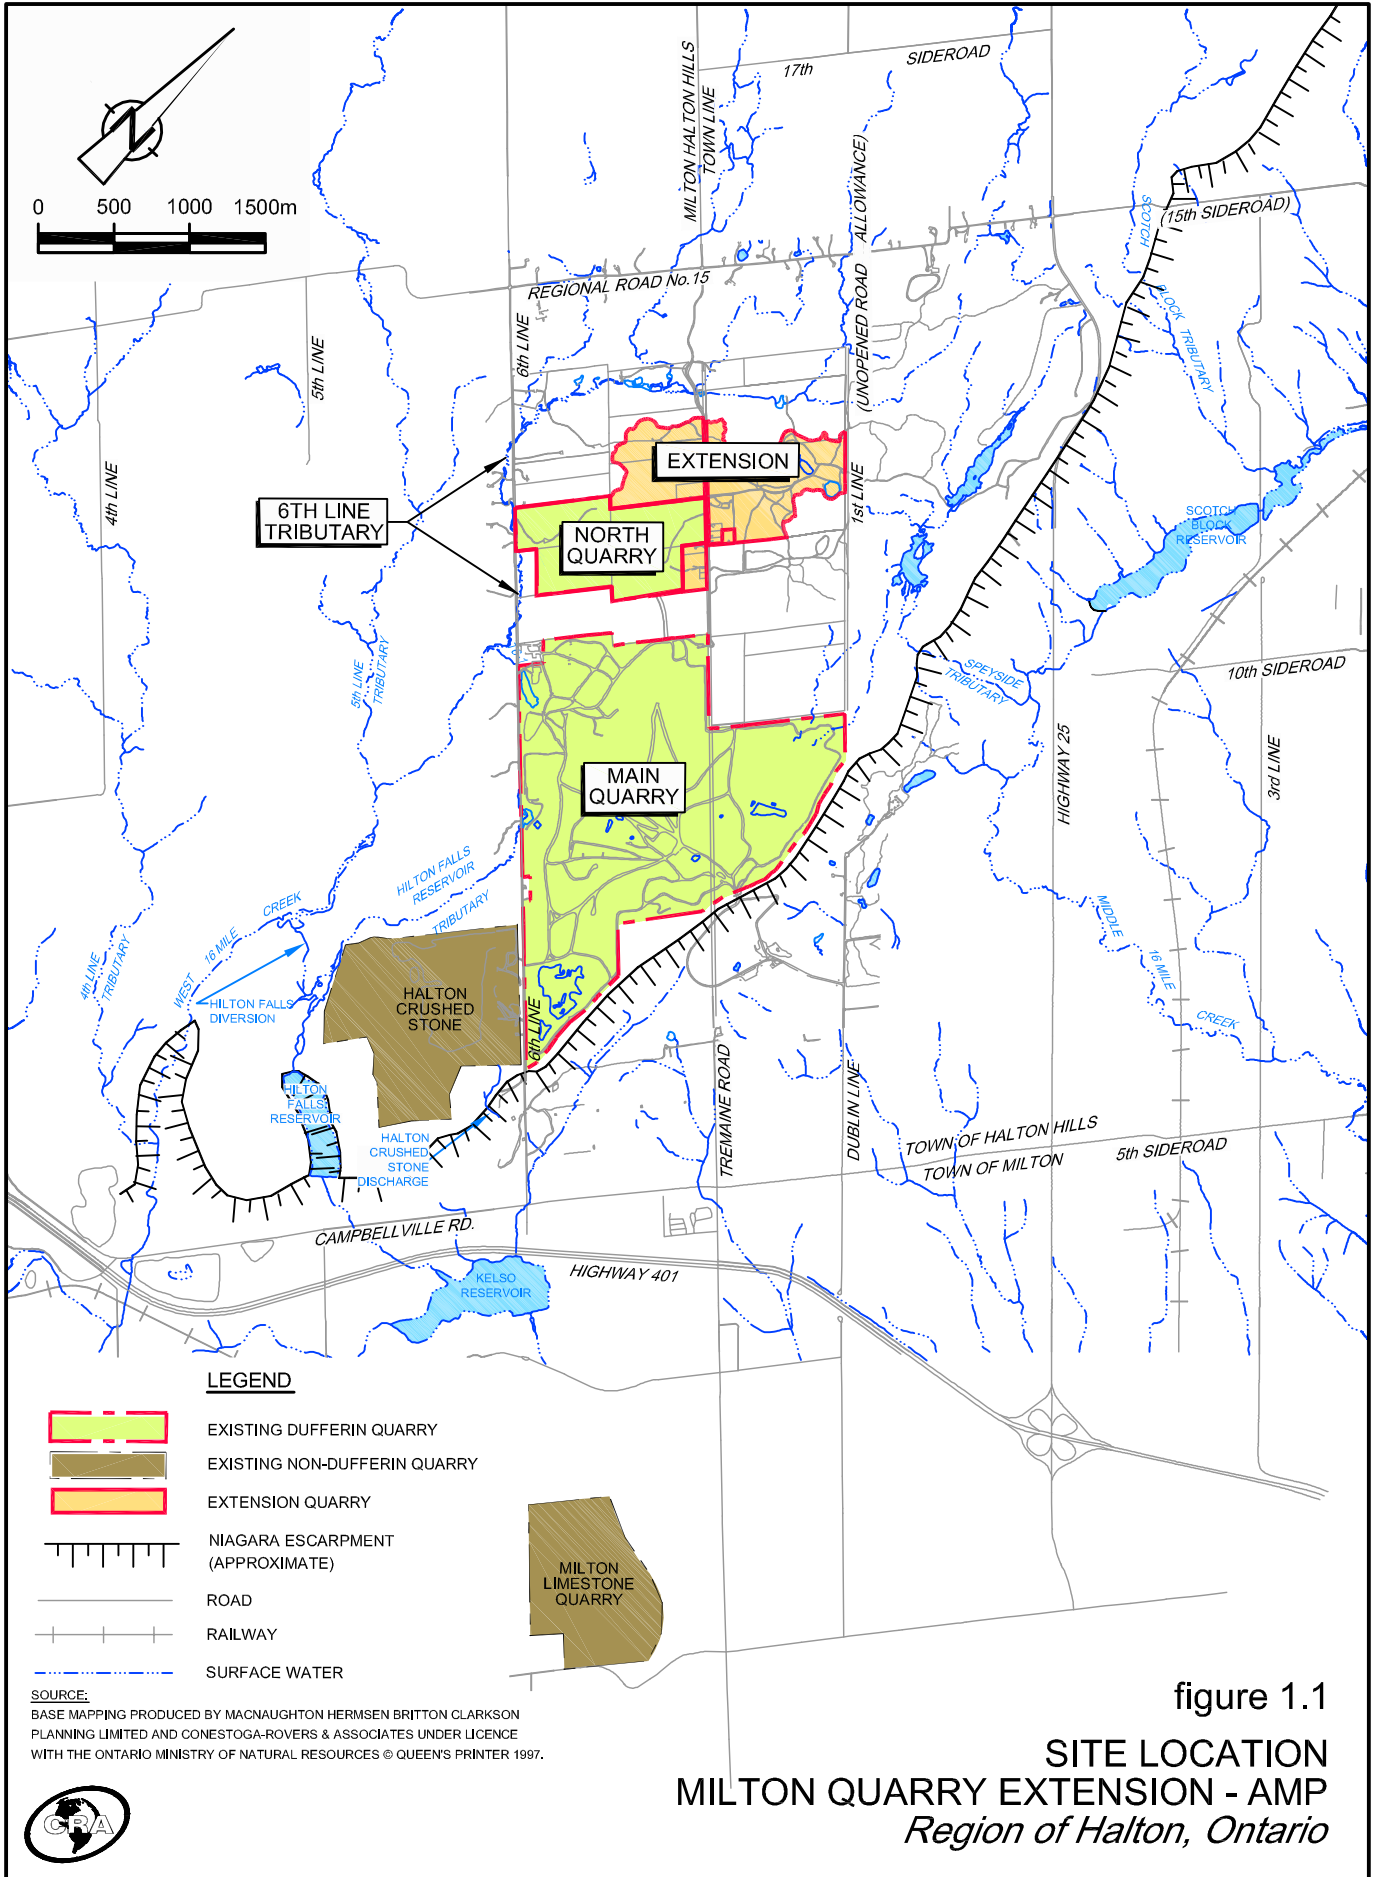 N
0 500 1000 1500m
MILTON HALTON HILLS
TOWN LINE
17th SIDEROAD
(UNOPENED ROAD ALLOWANCE)
(15th SIDEROAD)
SCOTCH
BLOCK TRIBUTARY
REGIONAL ROAD No.15
6th LINE
5th LINE
4th LINE
1st LINE
EXTENSION
6TH LINE
TRIBUTARY
NORTH
QUARRY
SCOTCH
BLOCK
RESERVOIR
5th LINE
TRIBUTARY
SPEYSIDE
TRIBUTARY
10th SIDEROAD
HIGHWAY 25
3rd LINE
MAIN
QUARRY
HILTON FALLS
RESERVOIR
TRIBUTARY
4th LINE
TRIBUTARY
WEST 16 MILE CREEK
HILTON FALLS
DIVERSION
MIDDLE 16 MILE CREEK
HALTON
CRUSHED
STONE
6th LINE
HILTON
FALLS
RESERVOIR
HALTON
CRUSHED
STONE
DISCHARGE
TREMAINE ROAD
DUBLIN LINE
TOWN OF HALTON HILLS
TOWN OF MILTON
5th SIDEROAD
CAMPBELLVILLE RD.
KELSO
RESERVOIR
HIGHWAY 401
LEGEND
EXISTING DUFFERIN QUARRY
EXISTING NON-DUFFERIN QUARRY
EXTENSION QUARRY
NIAGARA ESCARPMENT
(APPROXIMATE)
ROAD
RAILWAY
SURFACE WATER
MILTON
LIMESTONE
QUARRY
SOURCE:
BASE MAPPING PRODUCED BY MACNAUGHTON HERMSEN BRITTON CLARKSON
PLANNING LIMITED AND CONESTOGA-ROVERS & ASSOCIATES UNDER LICENCE
WITH THE ONTARIO MINISTRY OF NATURAL RESOURCES © QUEEN'S PRINTER 1997.
CRA
figure 1.1
SITE LOCATION
MILTON QUARRY EXTENSION - AMP
Region of Halton, Ontario